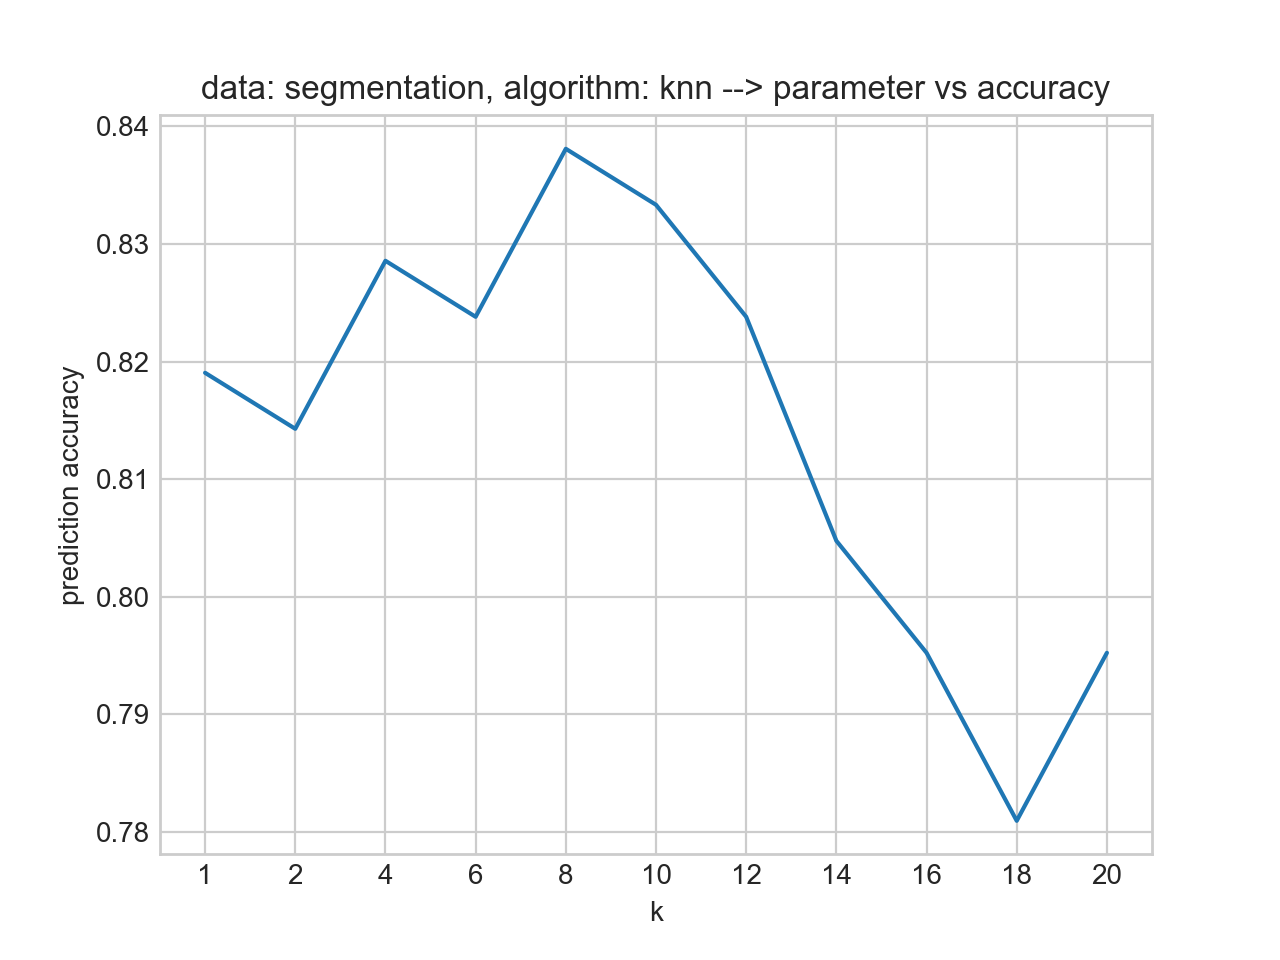 data: segmentation, algorithm: knn --> parameter vs accuracy
0.84
0.83
0.82
0.81
0.80
0.79
0.78
prediction accuracy
1 2 4 6 8 10 12 14 16 18 20
k